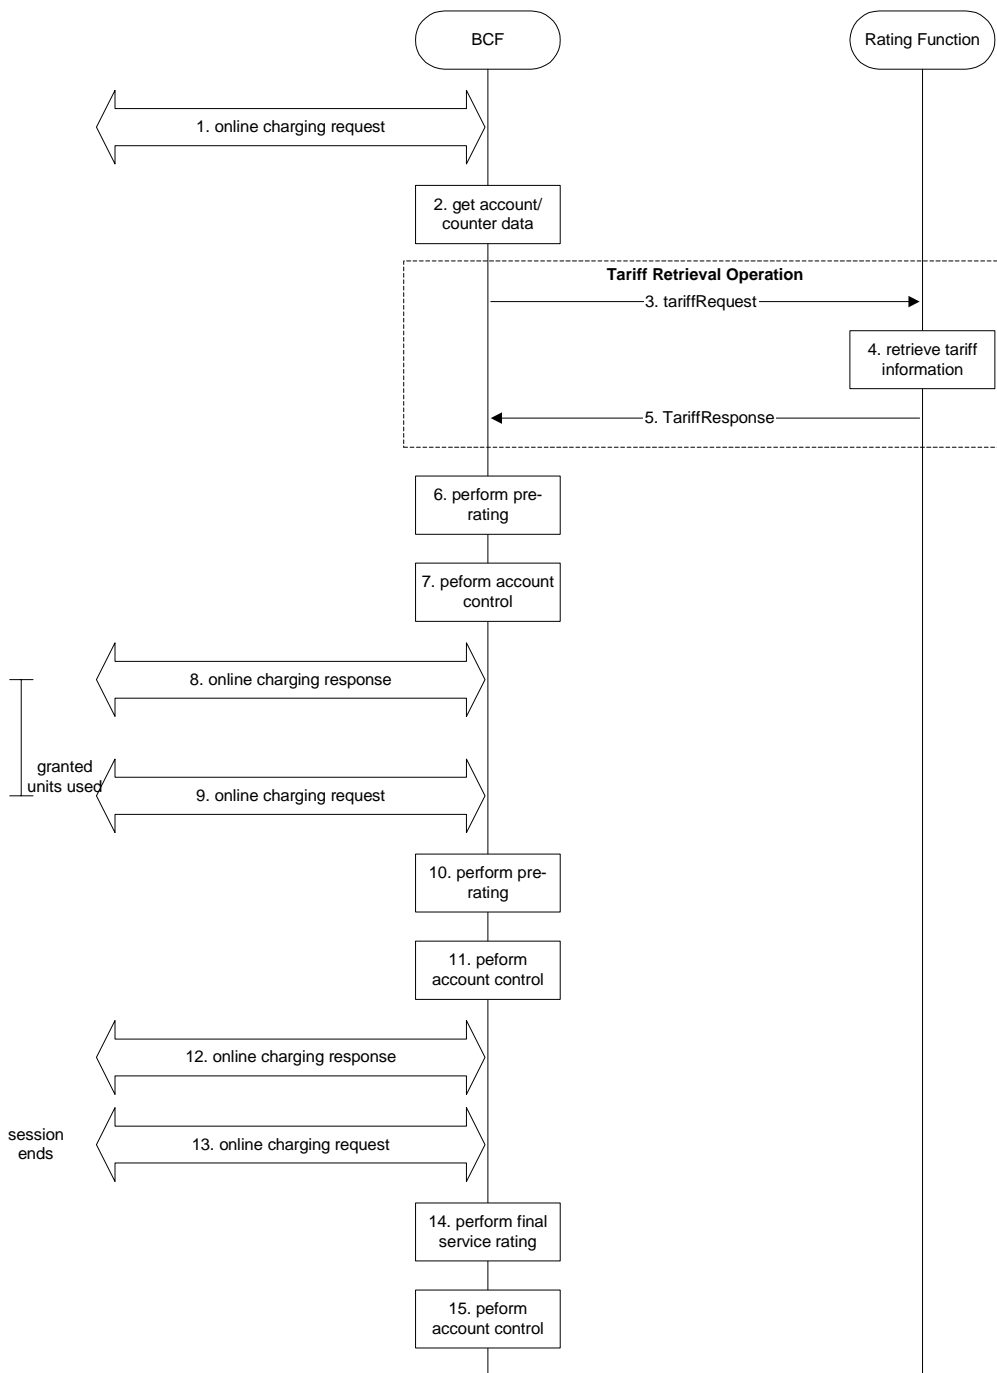 BCF
Rating Function
1. online charging request
2. get account/
counter data
Tariff Retrieval Operation
3. tariffRequest
4. retrieve tariff
information
5. TariffResponse
6. perform pre-
rating
7. peform account
control
8. online charging response
granted
units used
9. online charging request
10. perform pre-
rating
11. peform
account control
12. online charging response
session
ends
13. online charging request
14. perform final
service rating
15. peform
account control